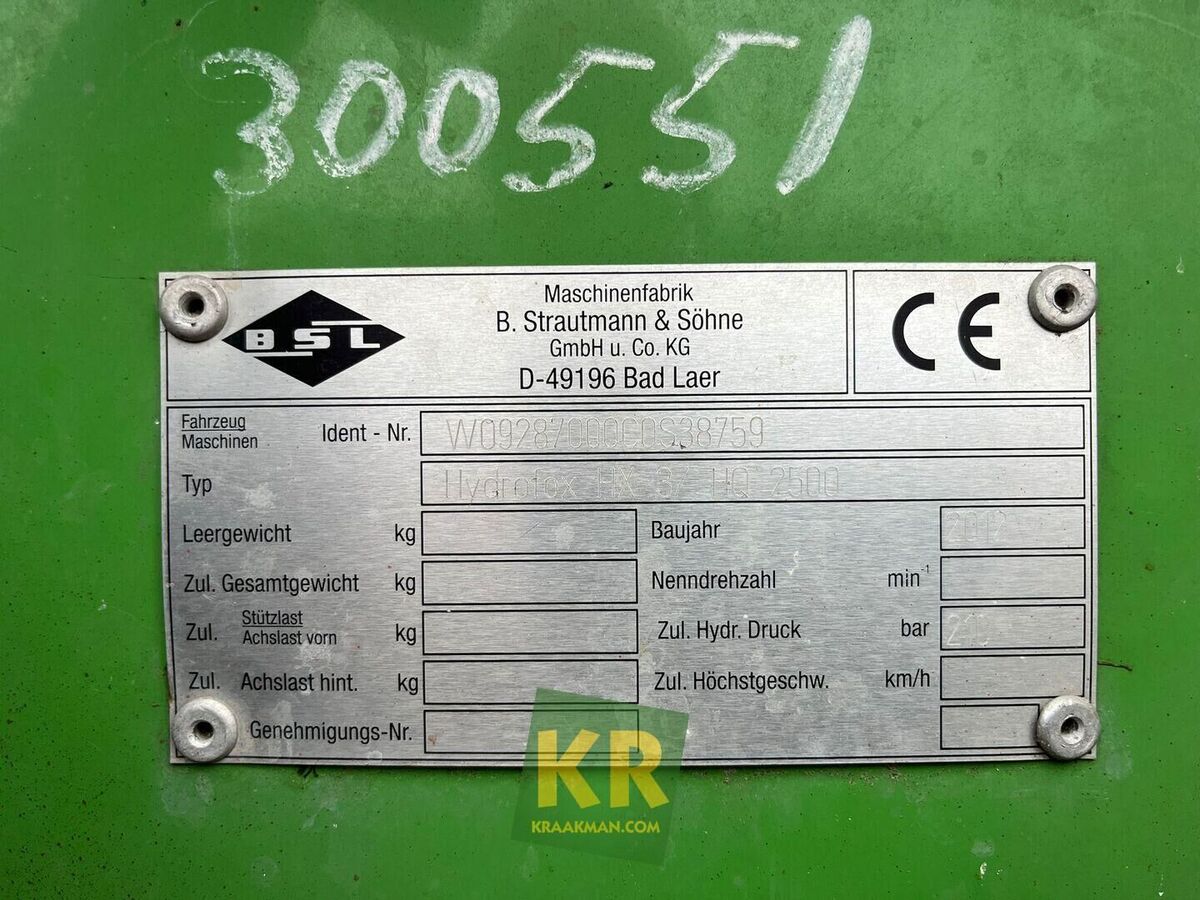 300551
BSL
Maschinenfabrik
B. Strautmann & Söhne
GmbH u. Co. KG
D-49196 Bad Laer
CE
Fahrzeug
Maschinen
Ident - Nr. W09287000C0S38759
Typ Hydrofox HX 3/ HQ 2500
Leergewicht kg
Baujahr 2012
Zul. Gesamtgewicht kg
Nenndrehzahl min⁻¹
Zul. Stützlast
Achslast vorn kg
Zul. Hydr. Druck bar
Zul. Achslast hint. kg
Zul. Höchstgeschw. km/h
Genehmigungs-Nr.
KR
KRAAKMAN.COM